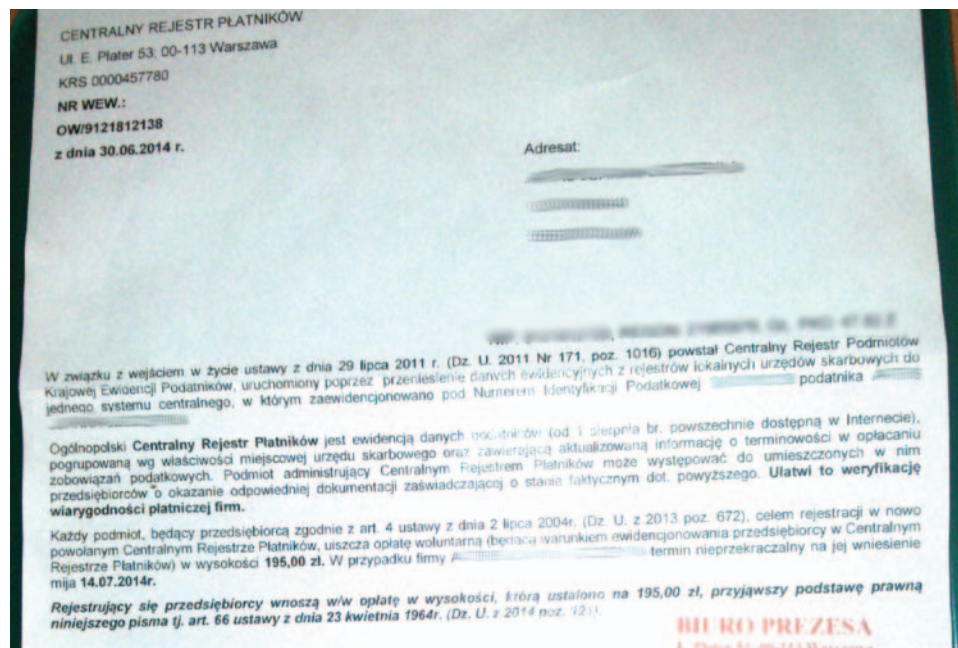 CENTRALNY REJESTR PŁATNIKÓW
Ul. E. Plater 53; 00-113 Warszawa
KRS 0000457780
NR WEW.:
OW/9121812138
z dnia 30.06.2014 r.
Adresat:
W związku z wejściem w życie ustawy z dnia 29 lipca 2011 r. (Dz. U. 2011 Nr 171, poz. 1016) powstał Centralny Rejestr Podmiotów
Krajowej Ewidencji Podatników, uruchomiony poprzez przeniesienie danych ewidencyjnych z rejestrów lokalnych urzędów skarbowych do
jednego systemu centralnego, w którym zaewidencjonowano pod Numerem Identyfikacji Podatkowej podatnika
Ogólnopolski Centralny Rejestr Płatników jest ewidencją danych podatników (od 1 sierpnia br. powszechnie dostępną w Internecie),
pogrupowaną wg właściwości miejscowej urzędu skarbowego oraz zawierającą aktualizowaną informację o terminowości w opłacaniu
zobowiązań podatkowych. Podmiot administrujący Centralnym Rejestrem Płatników może występować do umieszczonych w nim
przedsiębiorców o okazanie odpowiedniej dokumentacji zaświadczającej o stanie faktycznym dot. powyższego. Ułatwi to weryfikację
wiarygodności płatniczej firm.
Każdy podmiot, będący przedsiębiorcą zgodnie z art. 4 ustawy z dnia 2 lipca 2004r. (Dz. U. z 2013 poz. 672), celem rejestracji w nowo
powołanym Centralnym Rejestrze Płatników, uiszcza opłatę woluntarną (będącą warunkiem ewidencjonowania przedsiębiorcy w Centralnym
Rejestrze Płatników) w wysokości 195,00 zł. W przypadku firmy termin nieprzekraczalny na jej wniesienie
mija 14.07.2014r.
Rejestrujący się przedsiębiorcy wnoszą w/w opłatę w wysokości, którą ustalono na 195,00 zł, przyjąwszy podstawę prawną
niniejszego pisma tj. art. 66 ustawy z dnia 23 kwietnia 1964r. (Dz. U. z 2014 poz. 121).
BIURO PREZESA